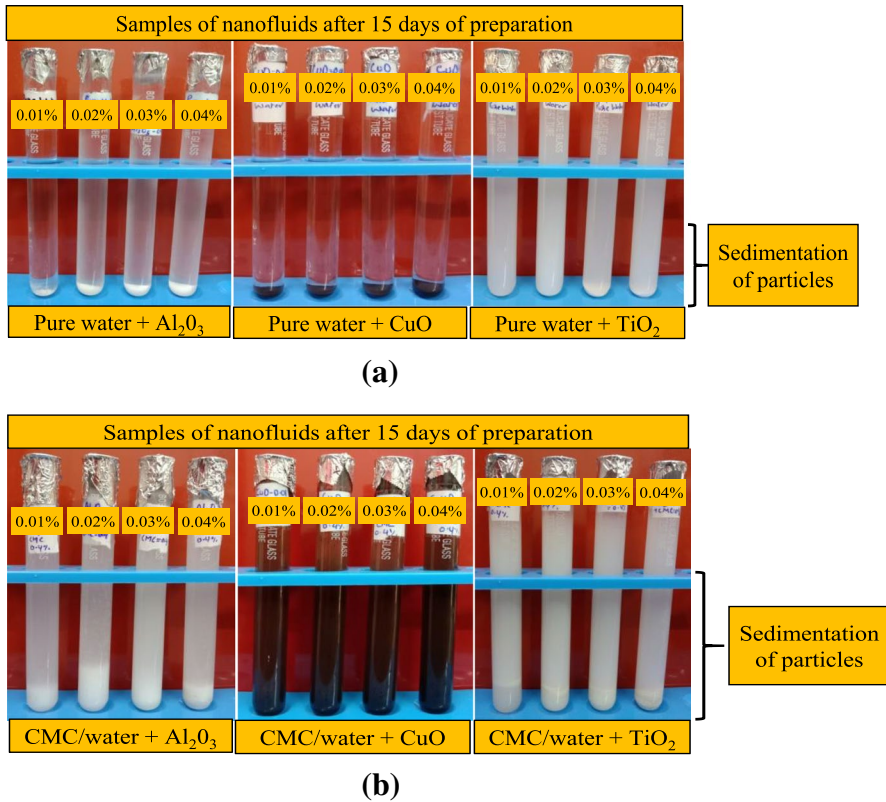 Samples of nanofluids after 15 days of preparation
0.01% 0.02% 0.03% 0.04%
0.01% 0.02% 0.03% 0.04%
0.01% 0.02% 0.03% 0.04%
Water
Water
Water
Water
Sedimentation
of particles
Pure water + Al₂0₃
Pure water + CuO
Pure water + TiO₂
(a)
Samples of nanofluids after 15 days of preparation
0.01% 0.02% 0.03% 0.04%
0.01% 0.02% 0.03% 0.04%
0.01% 0.02% 0.03% 0.04%
Sedimentation
of particles
CMC/water + Al₂0₃
CMC/water + CuO
CMC/water + TiO₂
(b)